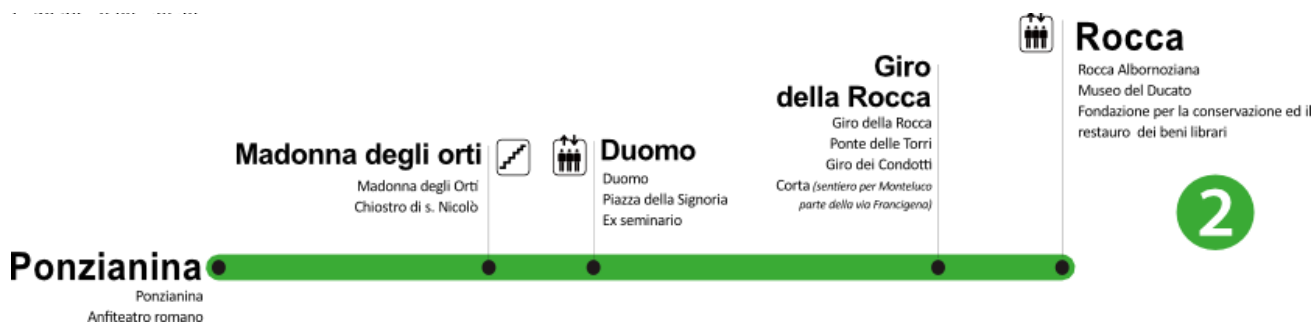 Ponzianina
Ponzianina
Anfiteatro romano
Madonna degli orti
Madonna degli Orti
Chiostro di s. Nicolò
Duomo
Duomo
Piazza della Signoria
Ex seminario
Giro
della Rocca
Giro della Rocca
Ponte delle Torri
Giro dei Condotti
Corta (sentiero per Monteluco
parte della via Francigena)
Rocca
Rocca Albornoziana
Museo del Ducato
Fondazione per la conservazione ed il
restauro dei beni librari
2